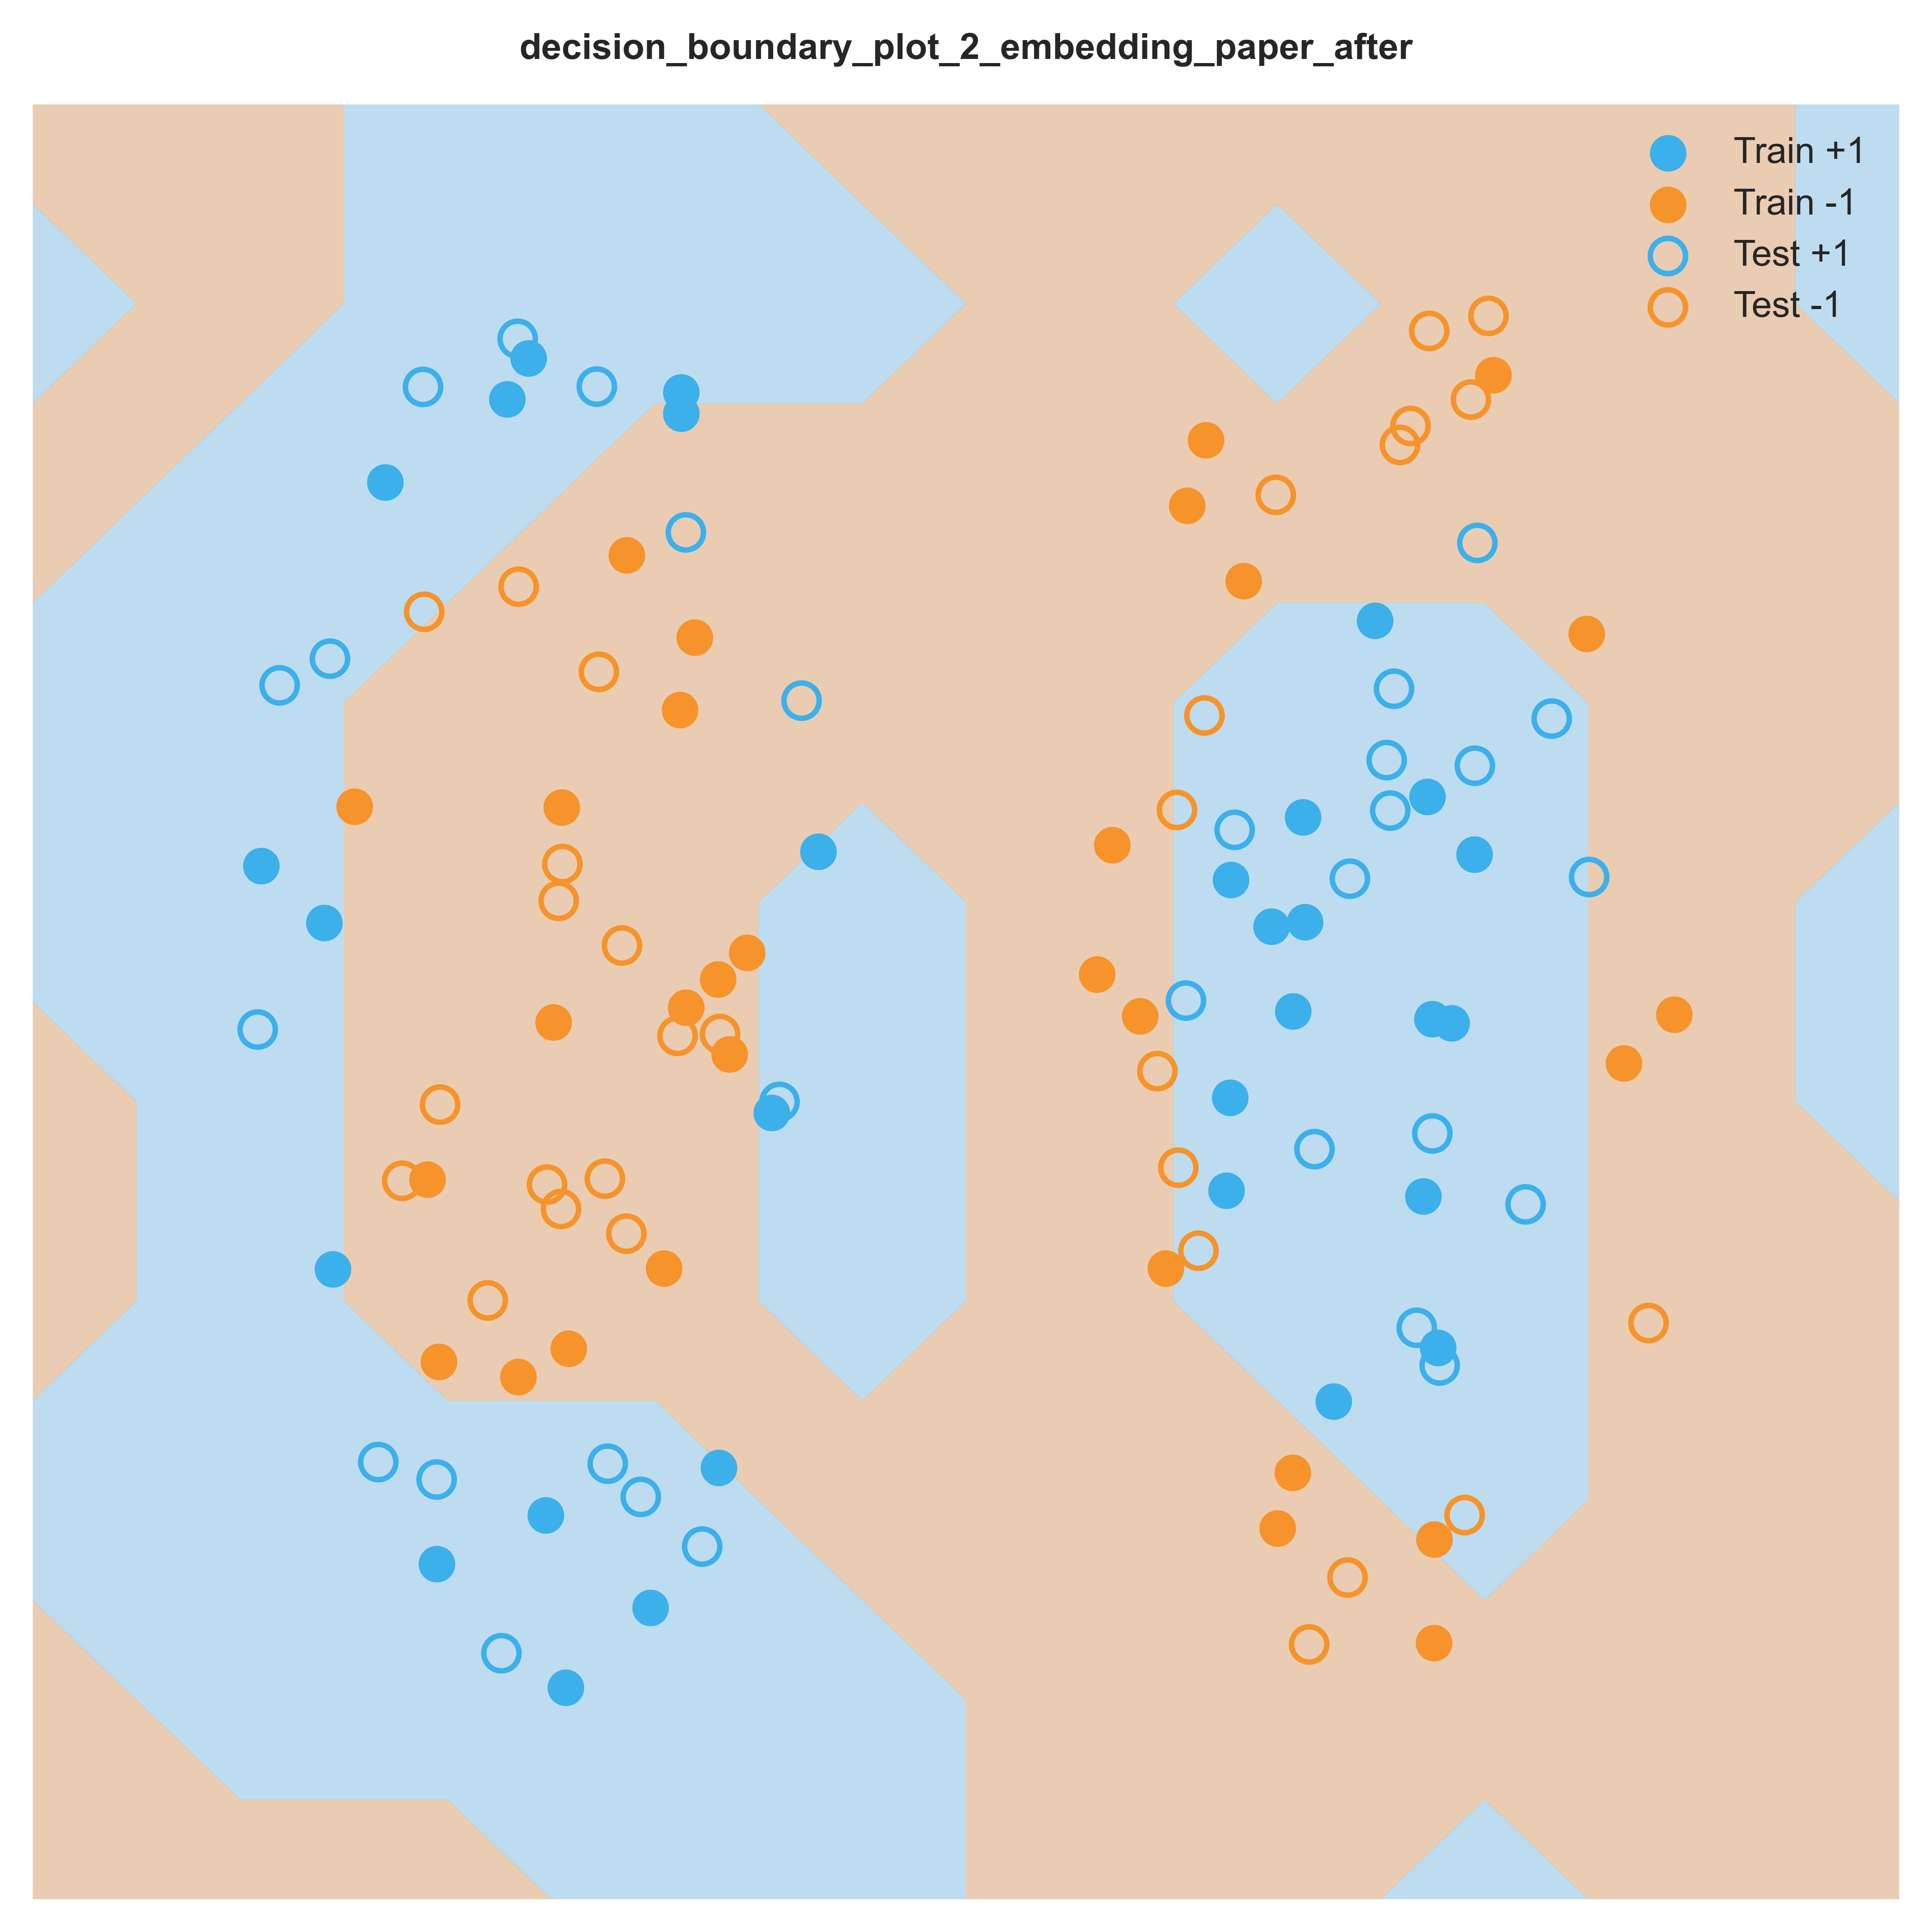 decision_boundary_plot_2_embedding_paper_after
Train +1
Train -1
Test +1
Test -1